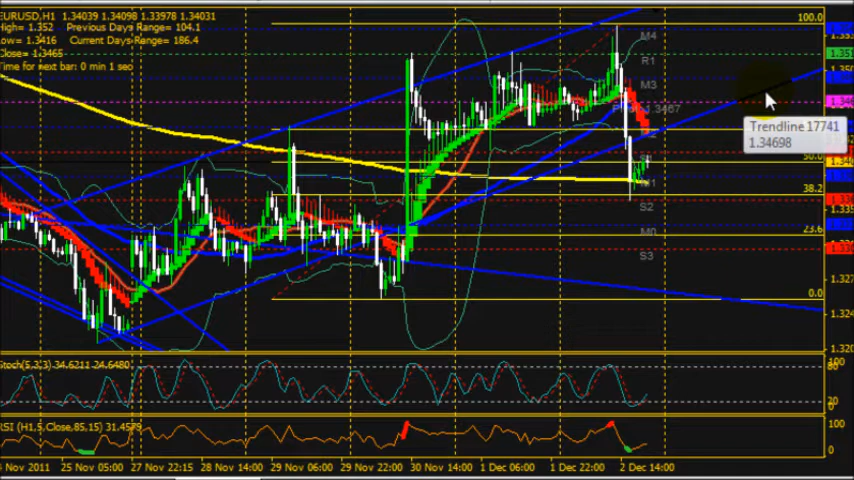 EURUSD,H1 1.34039 1.34098 1.33978 1.34031
High= 1.352 Previous Days Range= 104.1
Low= 1.3416 Current Days Range= 186.4
Close= 1.3465
Time for next bar: 0 min 1 sec
100.0
M4
R1
M3
1.3467
Trendline 17741
1.34698
50.0
M1
38.2
S2
23.6
M0
S3
0.0
1.327
1.320
Stoch(5,3,3) 34.6211 24.6480
80
20
RSI (H1,5,Close,85,15) 31.4579
100
0
Nov 2011 25 Nov 05:00 27 Nov 22:15 28 Nov 14:00 29 Nov 06:00 29 Nov 22:00 30 Nov 14:00 1 Dec 06:00 1 Dec 22:00 2 Dec 14:00